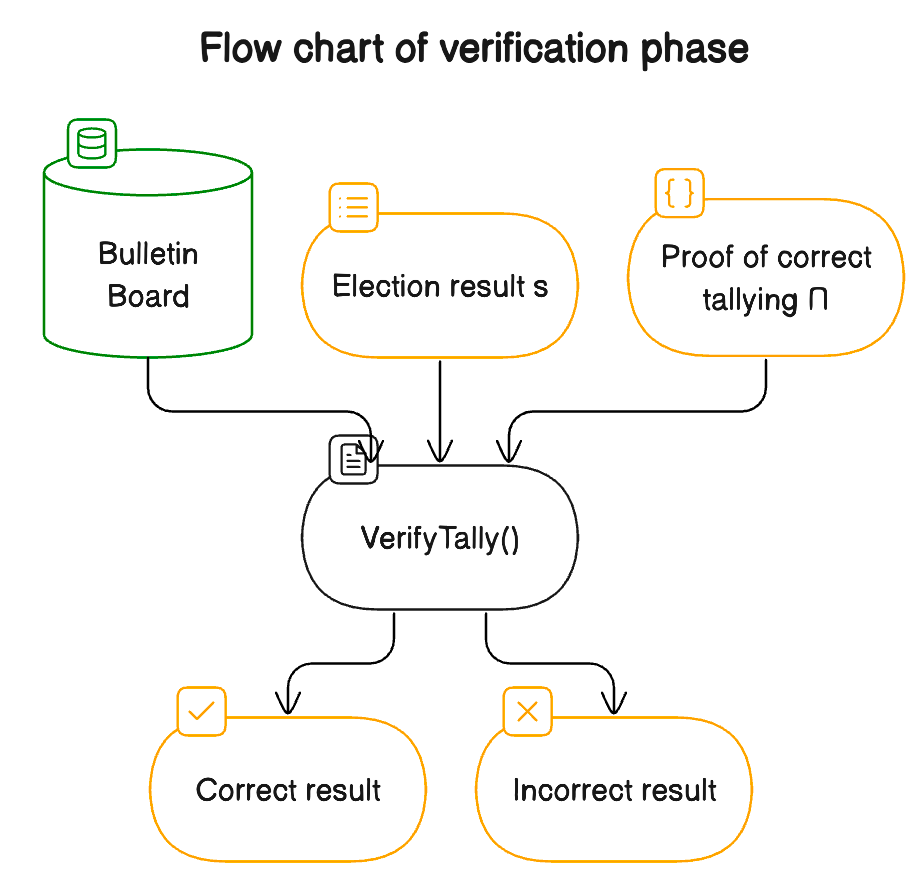 Flow chart of verification phase
Bulletin
Board
Election result s
Proof of correct
tallying Π
VerifyTally()
Correct result
Incorrect result